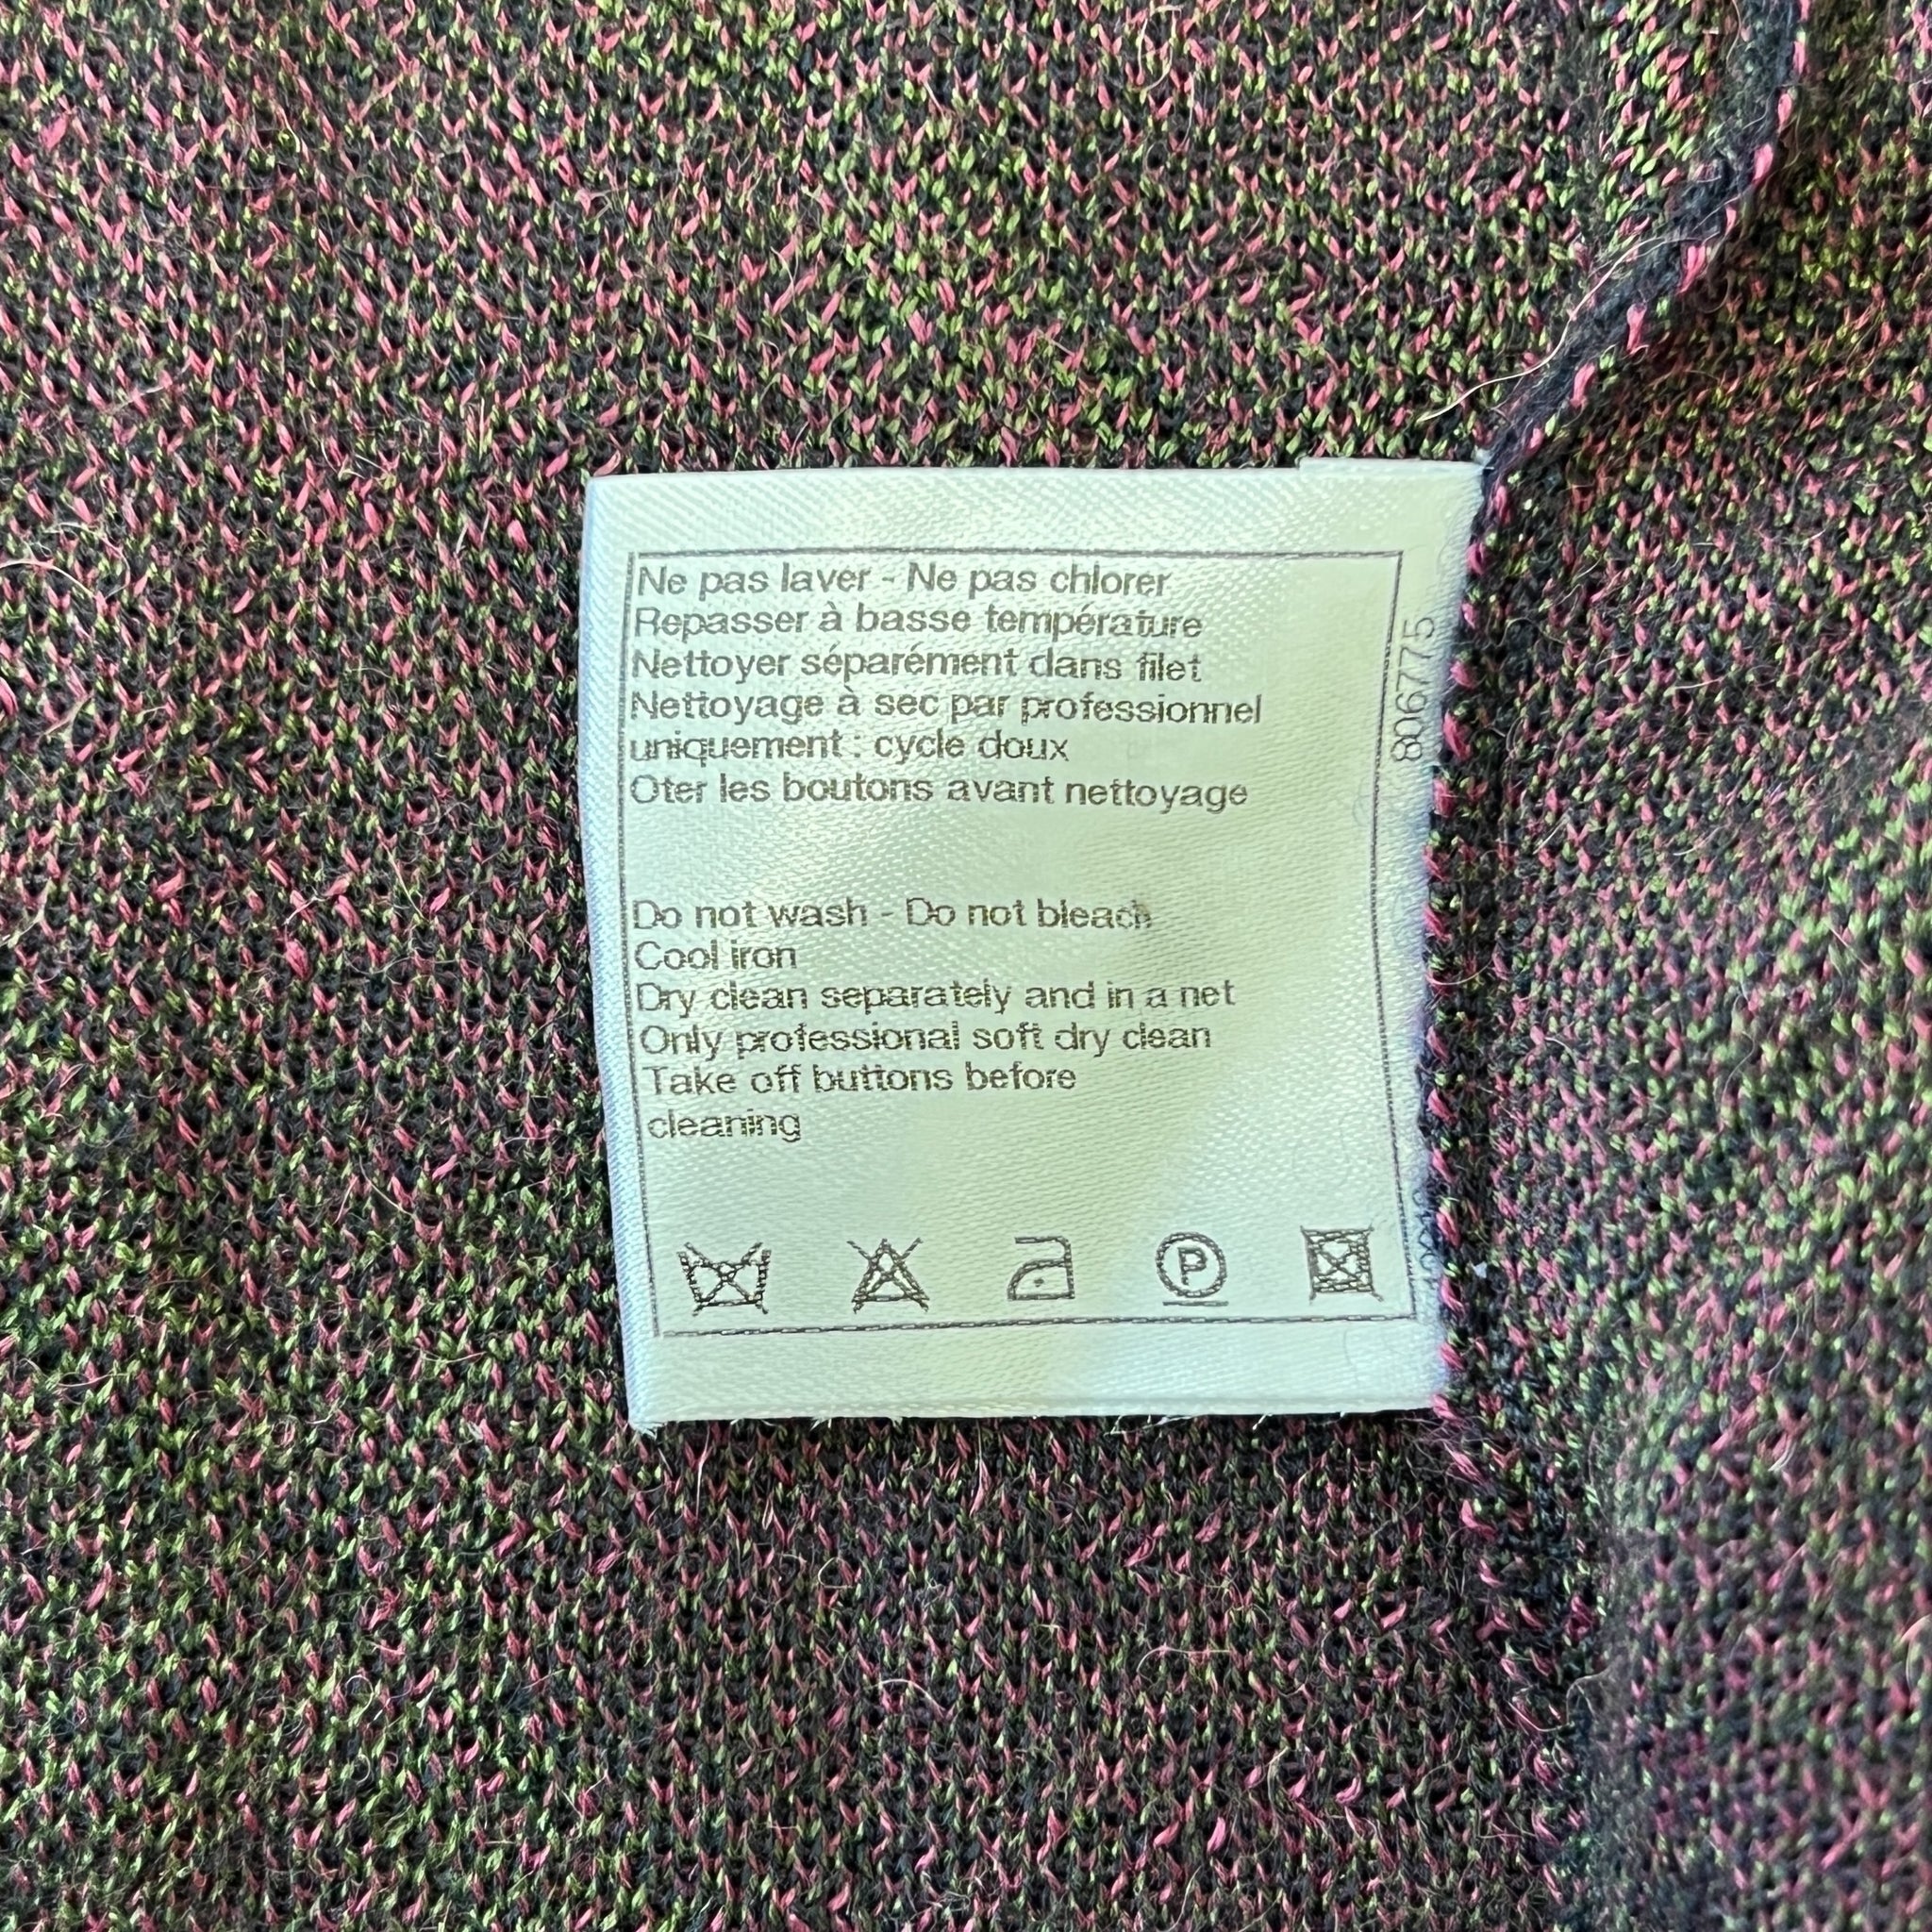 Ne pas laver - Ne pas chlorer
Repasser à basse température
Nettoyer séparément dans filet
Nettoyage à sec par professionnel
uniquement : cycle doux
Oter les boutons avant nettoyage
806775
Do not wash - Do not bleach
Cool iron
Dry clean separately and in a net
Only professional soft dry clean
Take off buttons before
cleaning
P